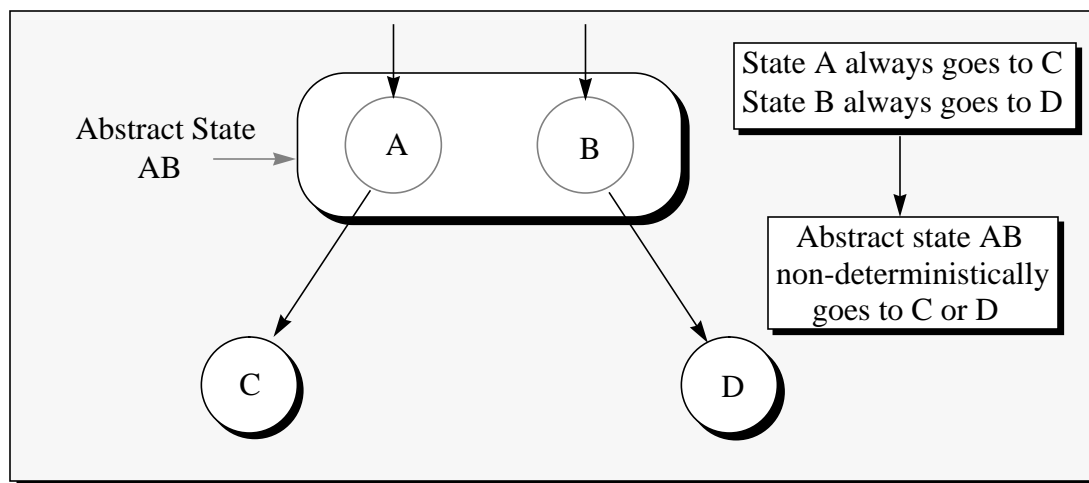 State A always goes to C
State B always goes to D
Abstract State
AB
A
B
Abstract state AB
non-deterministically
goes to C or D
C
D